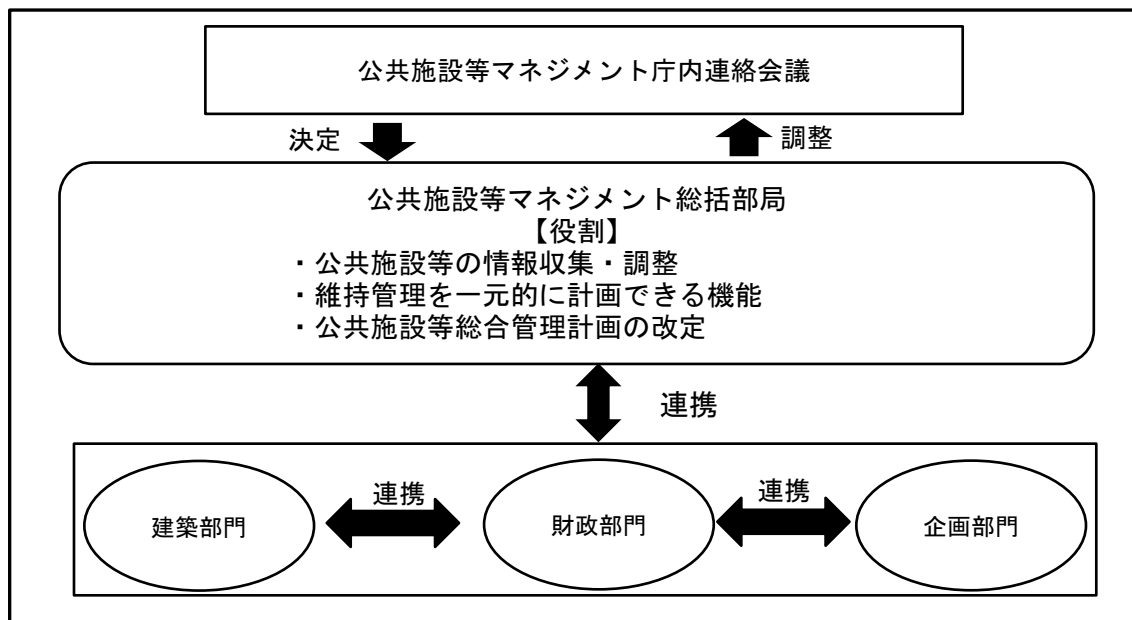 公共施設等マネジメント庁内連絡会議
決定
調整
公共施設等マネジメント総括部局
【役割】
・公共施設等の情報収集・調整
・維持管理を一元的に計画できる機能
・公共施設等総合管理計画の改定
連携
建築部門
連携
財政部門
連携
企画部門